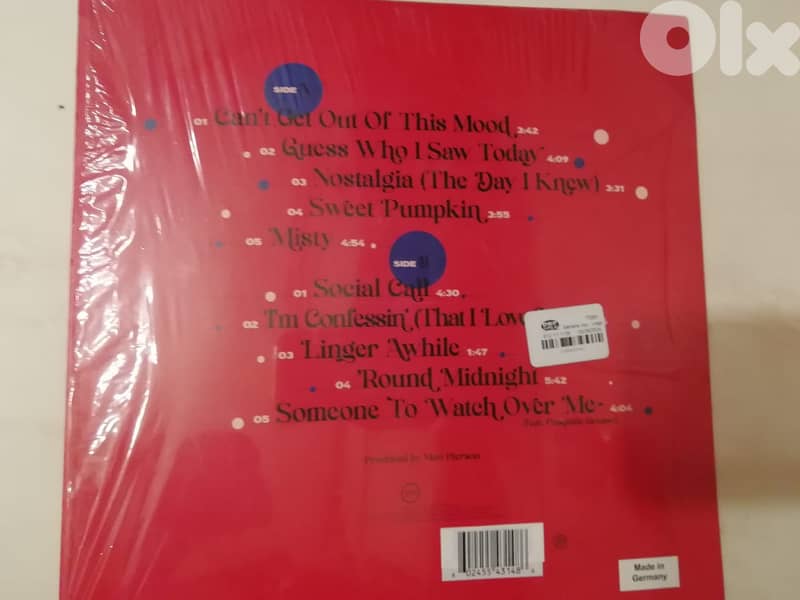 Olx
SIDE A
01 Can't Get Out Of This Mood 3:42
02 Guess Who I Saw Today 4:09
03 Nostalgia (The Day I Knew) 3:31
04 Sweet Pumpkin 3:55
05 Misty 4:54
SIDE B
01 Social Call 4:30
02 I'm Confessin' (That I Love
03 Linger Awhile 1:47
04 'Round Midnight 5:42
05 Someone To Watch Over Me- 4:04
Produced by
Made in
Germany